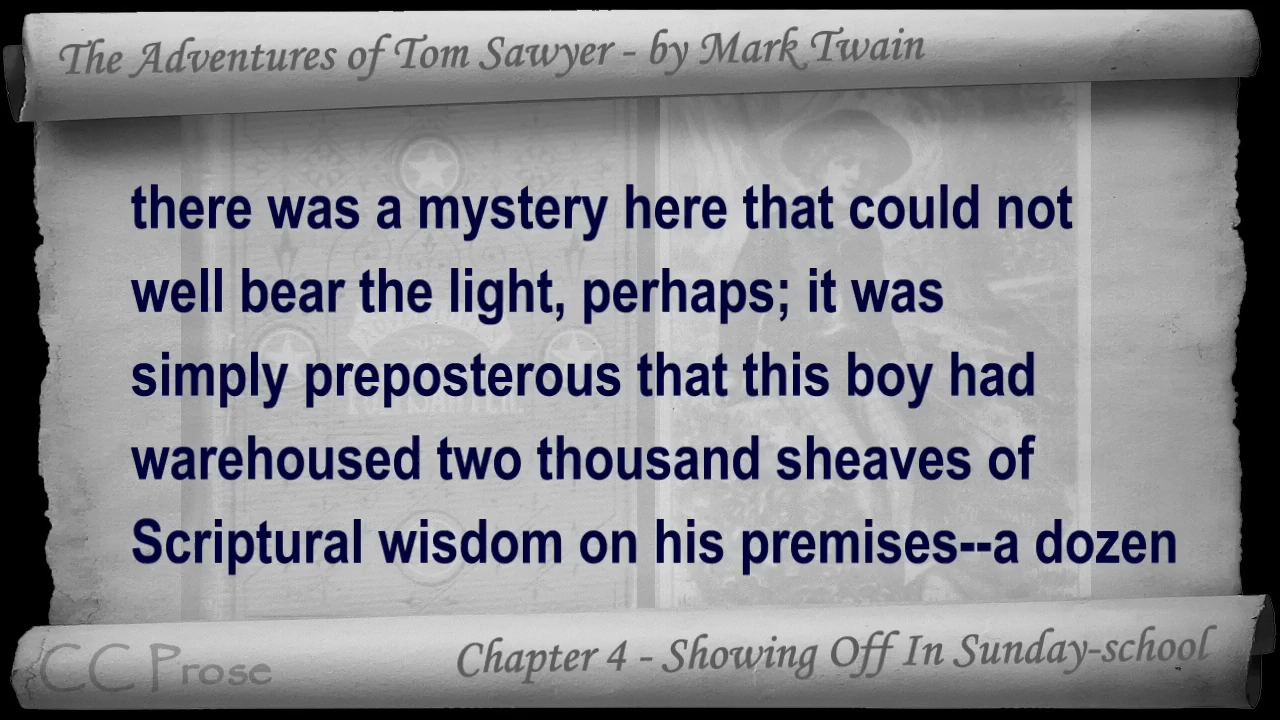 The Adventures of Tom Sawyer - by Mark Twain
there was a mystery here that could not
well bear the light, perhaps; it was
simply preposterous that this boy had
warehoused two thousand sheaves of
Scriptural wisdom on his premises--a dozen
CC Prose
Chapter 4 - Showing Off In Sunday-school